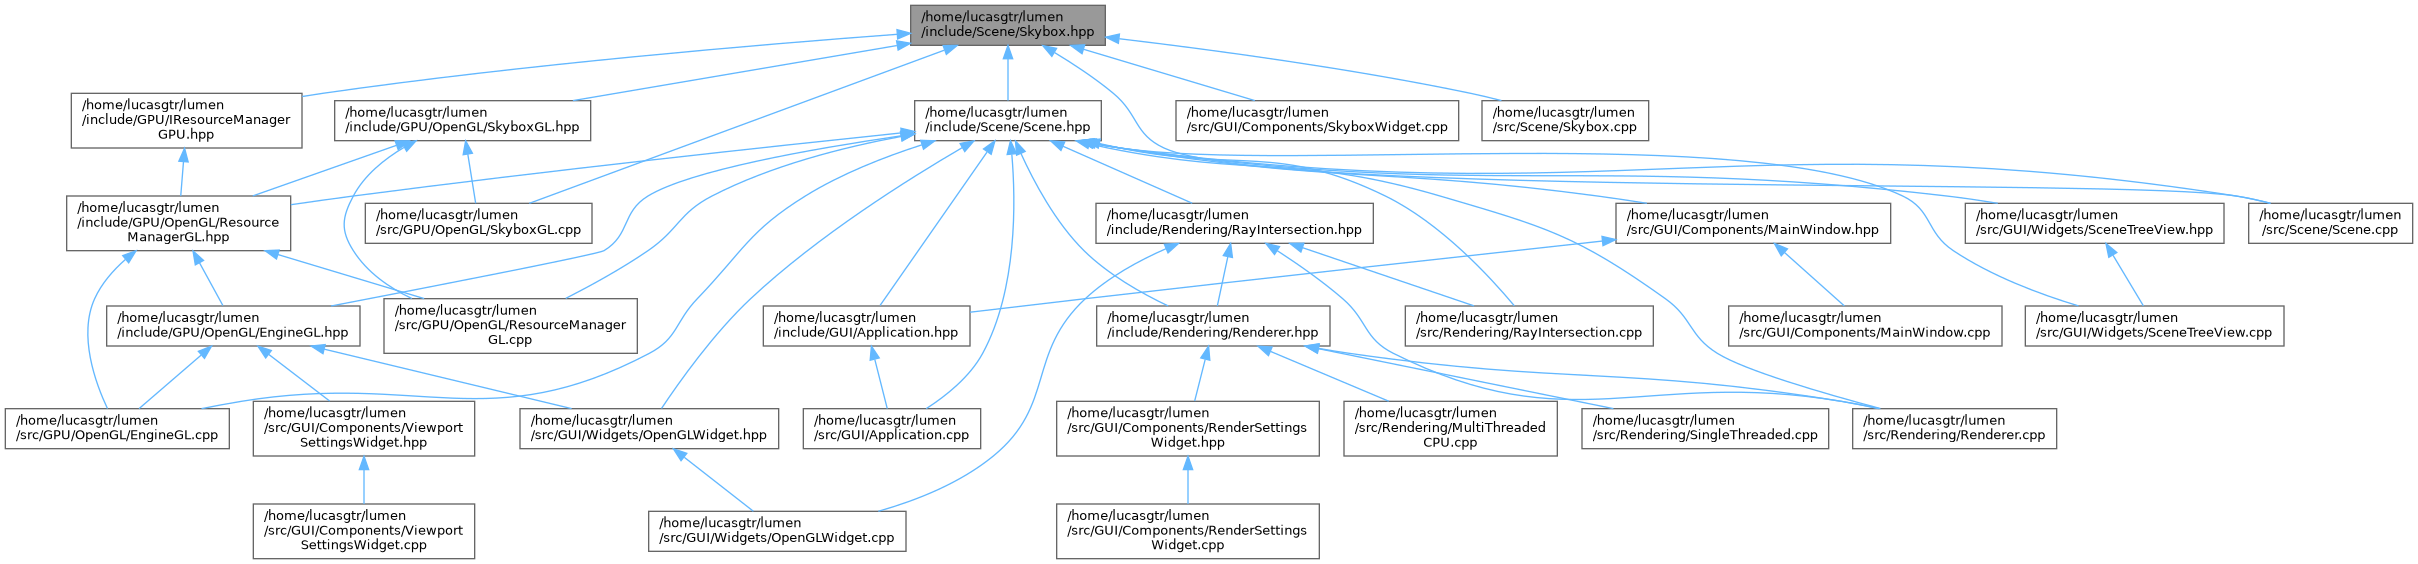 /home/lucasgtr/lumen
/include/Scene/Skybox.hpp
/home/lucasgtr/lumen
/include/GPU/IResourceManager
GPU.hpp
/home/lucasgtr/lumen
/include/GPU/OpenGL/SkyboxGL.hpp
/home/lucasgtr/lumen
/include/Scene/Scene.hpp
/home/lucasgtr/lumen
/src/GUI/Components/SkyboxWidget.cpp
/home/lucasgtr/lumen
/src/Scene/Skybox.cpp
/home/lucasgtr/lumen
/include/GPU/OpenGL/Resource
ManagerGL.hpp
/home/lucasgtr/lumen
/src/GPU/OpenGL/SkyboxGL.cpp
/home/lucasgtr/lumen
/include/Rendering/RayIntersection.hpp
/home/lucasgtr/lumen
/src/GUI/Components/MainWindow.hpp
/home/lucasgtr/lumen
/src/GUI/Widgets/SceneTreeView.hpp
/home/lucasgtr/lumen
/src/Scene/Scene.cpp
/home/lucasgtr/lumen
/include/GPU/OpenGL/EngineGL.hpp
/home/lucasgtr/lumen
/src/GPU/OpenGL/ResourceManager
GL.cpp
/home/lucasgtr/lumen
/include/GUI/Application.hpp
/home/lucasgtr/lumen
/include/Rendering/Renderer.hpp
/home/lucasgtr/lumen
/src/Rendering/RayIntersection.cpp
/home/lucasgtr/lumen
/src/GUI/Components/MainWindow.cpp
/home/lucasgtr/lumen
/src/GUI/Widgets/SceneTreeView.cpp
/home/lucasgtr/lumen
/src/GPU/OpenGL/EngineGL.cpp
/home/lucasgtr/lumen
/src/GUI/Components/Viewport
SettingsWidget.hpp
/home/lucasgtr/lumen
/src/GUI/Widgets/OpenGLWidget.hpp
/home/lucasgtr/lumen
/src/GUI/Application.cpp
/home/lucasgtr/lumen
/src/GUI/Components/RenderSettings
Widget.hpp
/home/lucasgtr/lumen
/src/Rendering/MultiThreaded
CPU.cpp
/home/lucasgtr/lumen
/src/Rendering/SingleThreaded.cpp
/home/lucasgtr/lumen
/src/Rendering/Renderer.cpp
/home/lucasgtr/lumen
/src/GUI/Components/Viewport
SettingsWidget.cpp
/home/lucasgtr/lumen
/src/GUI/Widgets/OpenGLWidget.cpp
/home/lucasgtr/lumen
/src/GUI/Components/RenderSettings
Widget.cpp